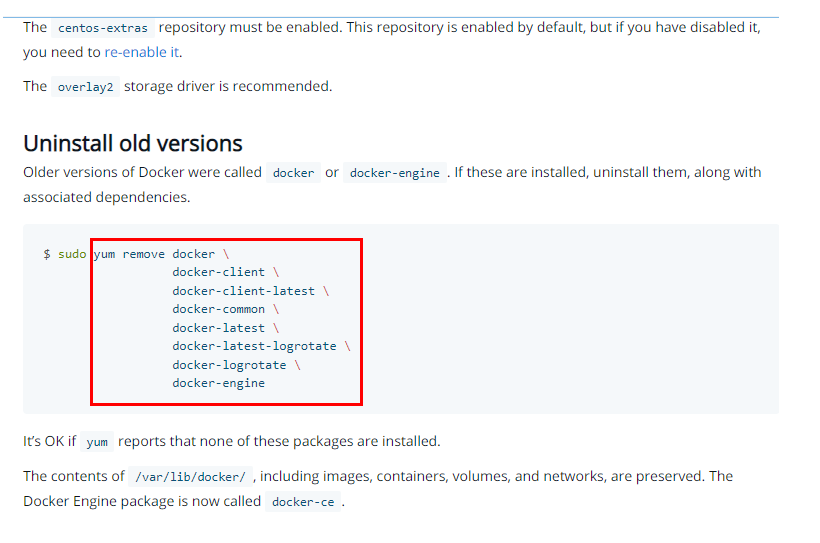 The centos-extras repository must be enabled. This repository is enabled by default, but if you have disabled it,
you need to re-enable it.
The overlay2 storage driver is recommended.
Uninstall old versions
Older versions of Docker were called docker or docker-engine . If these are installed, uninstall them, along with
associated dependencies.
$ sudo yum remove docker \
docker-client \
docker-client-latest \
docker-common \
docker-latest \
docker-latest-logrotate \
docker-logrotate \
docker-engine
It’s OK if yum reports that none of these packages are installed.
The contents of /var/lib/docker/ , including images, containers, volumes, and networks, are preserved. The
Docker Engine package is now called docker-ce .